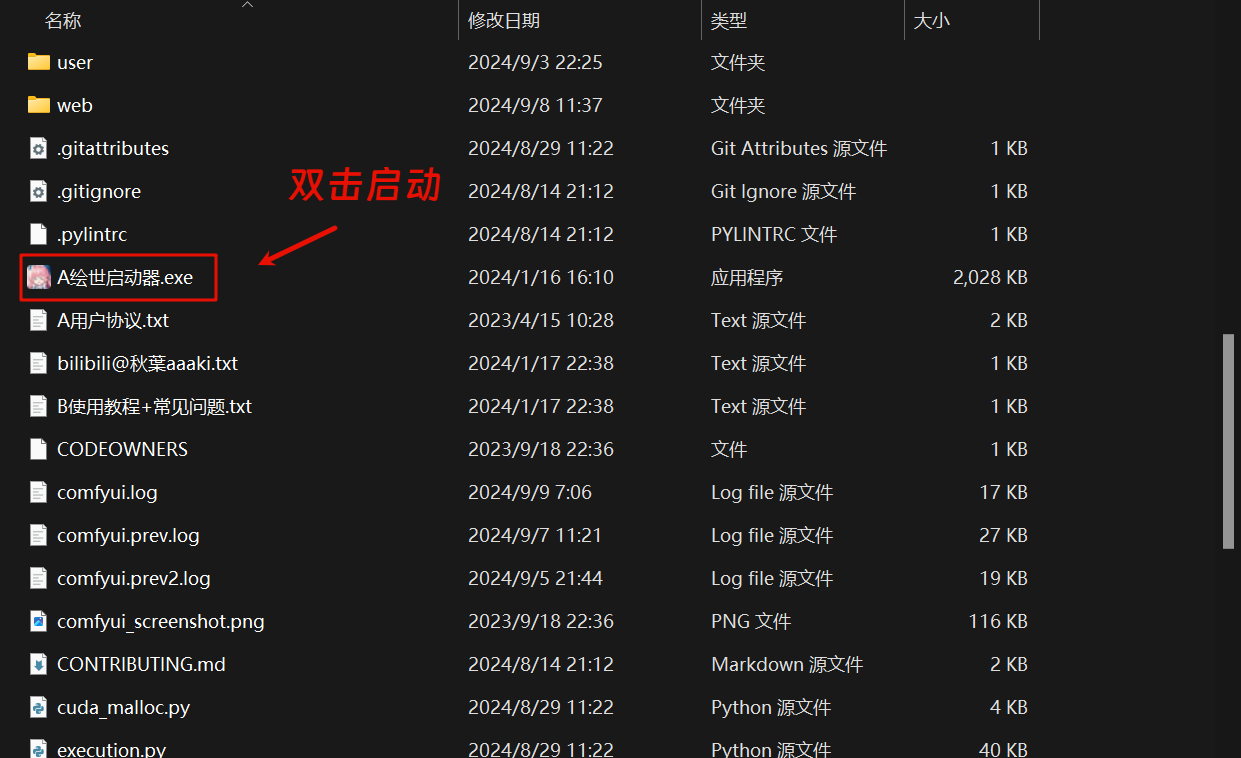 名称 修改日期 类型 大小
user 2024/9/3 22:25 文件夹
web 2024/9/8 11:37 文件夹
.gitattributes 2024/8/29 11:22 Git Attributes 源文件 1 KB
双击启动
.gitignore 2024/8/14 21:12 Git Ignore 源文件 1 KB
.pylintrc 2024/8/14 21:12 PYLINTRC 文件 1 KB
A绘世启动器.exe 2024/1/16 16:10 应用程序 2,028 KB
A用户协议.txt 2023/4/15 10:28 Text 源文件 2 KB
bilibili@秋葉aaaki.txt 2024/1/17 22:38 Text 源文件 1 KB
B使用教程+常见问题.txt 2024/1/17 22:38 Text 源文件 1 KB
CODEOWNERS 2023/9/18 22:36 文件 1 KB
comfyui.log 2024/9/9 7:06 Log file 源文件 17 KB
comfyui.prev.log 2024/9/7 11:21 Log file 源文件 27 KB
comfyui.prev2.log 2024/9/5 21:44 Log file 源文件 19 KB
comfyui_screenshot.png 2023/9/18 22:36 PNG 文件 116 KB
CONTRIBUTING.md 2024/8/14 21:12 Markdown 源文件 2 KB
cuda_malloc.py 2024/8/29 11:22 Python 源文件 4 KB
execution.py 2024/8/29 11:22 Python 源文件 40 KB